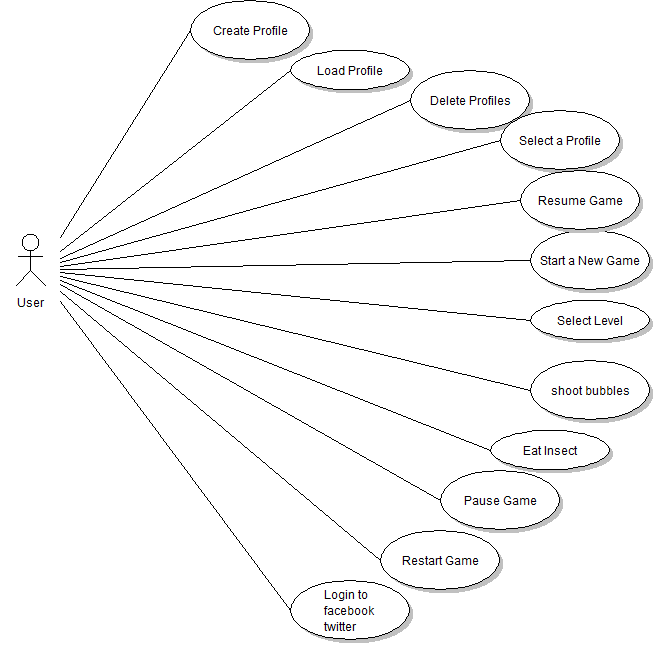 Create Profile
Load Profile
Delete Profiles
Select a Profile
Resume Game
User
Start a New Game
Select Level
shoot bubbles
Eat Insect
Pause Game
Restart Game
Login to
facebook
twitter